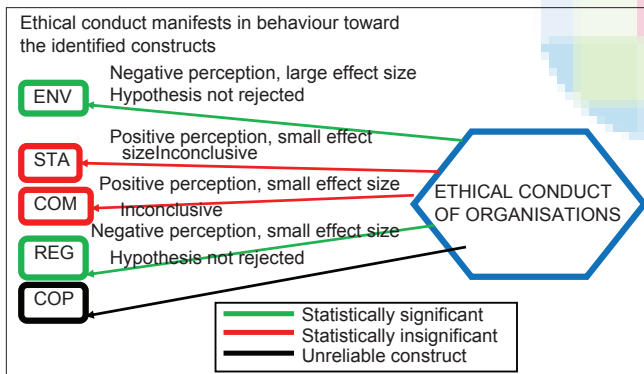 Ethical conduct manifests in behaviour toward
the identified constructs
Negative perception, large effect size
ENV
Hypothesis not rejected
Positive perception, small effect
sizeInconclusive
STA
Positive perception, small effect size
COM
Inconclusive
ETHICAL CONDUCT
OF ORGANISATIONS
Negative perception, small effect size
REG
Hypothesis not rejected
COP
Statistically significant
Statistically insignificant
Unreliable construct